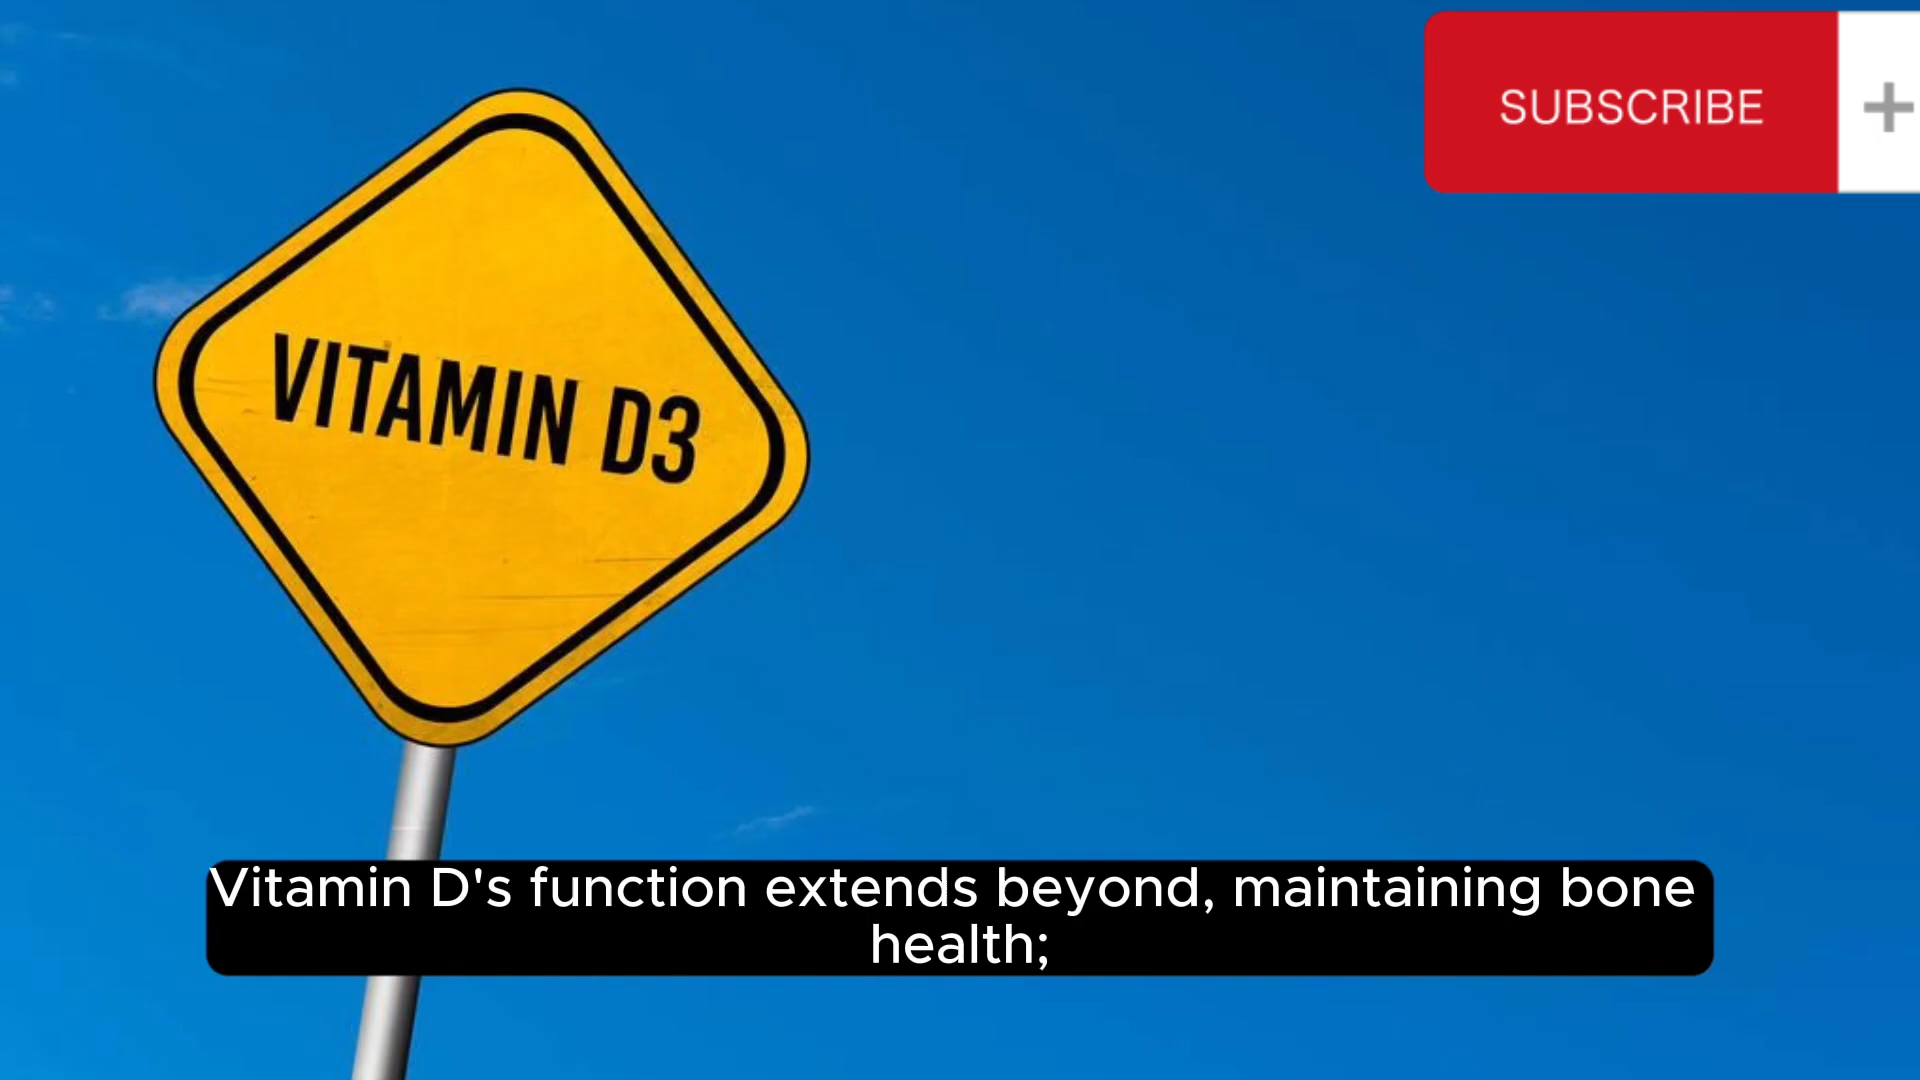 SUBSCRIBE
VITAMIN D3
Vitamin D's function extends beyond, maintaining bone
health;